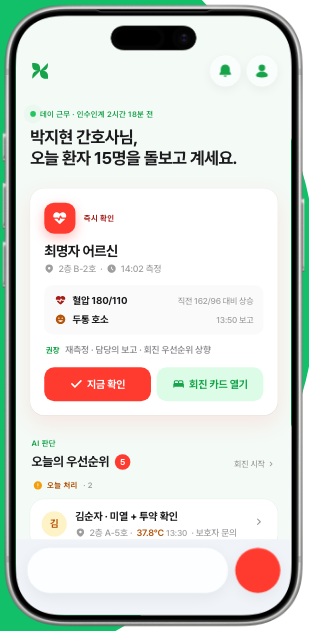 데이 근무 · 인수인계 2시간 18분 전
박지현 간호사님,
오늘 환자 15명을 돌보고 계세요.
즉시 확인
최명자 어르신
2층 B-2호 · 14:02 측정
혈압 180/110 직전 162/96 대비 상승
두통 호소 13:50 보고
권장 재측정 · 담당의 보고 · 회진 우선순위 상향
지금 확인 회진 카드 열기
AI 판단
오늘의 우선순위 5 회진 시작
오늘 처리 · 2
김 김순자 · 미열 + 투약 확인
2층 A-5호 · 37.8°C 13:30 · 보호자 문의